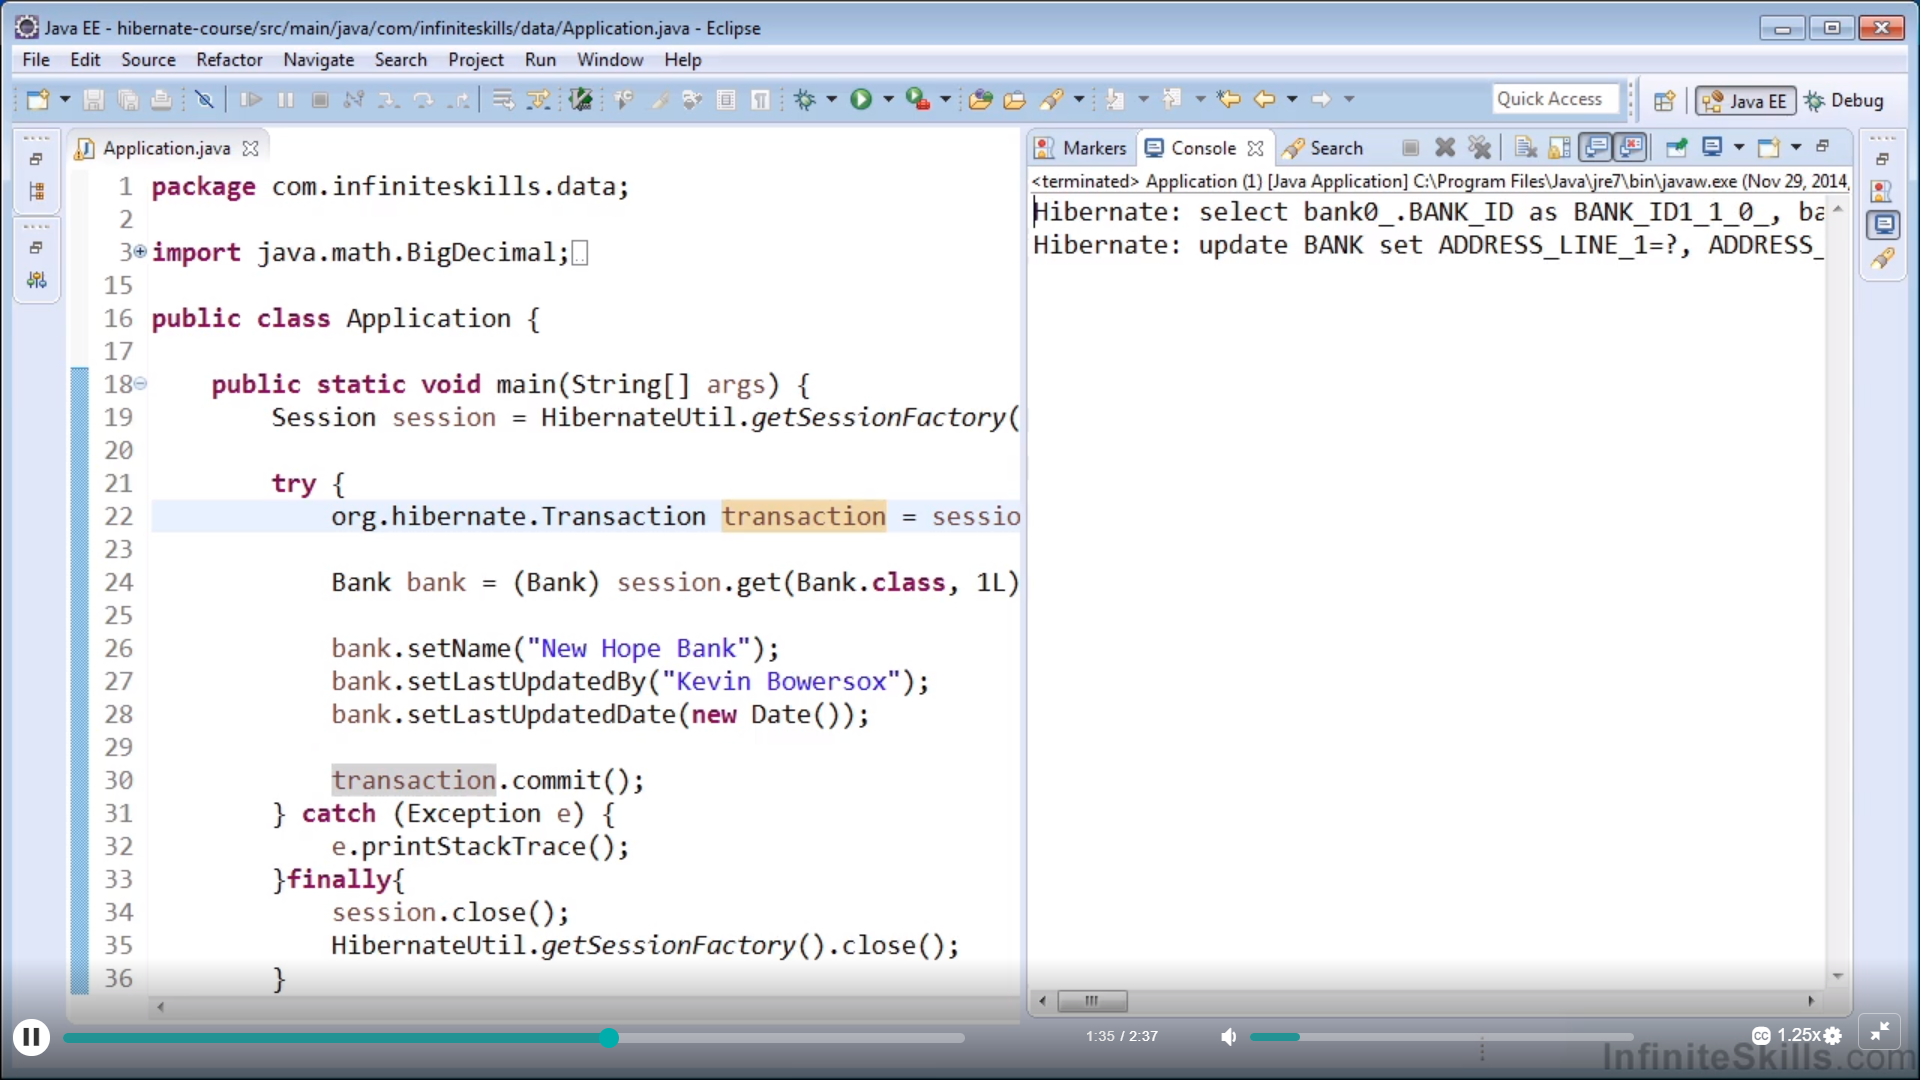 Java EE - hibernate-course/src/main/java/com/infiniteskills/data/Application.java - Eclipse
File Edit Source Refactor Navigate Search Project Run Window Help
Quick Access
Java EE
Debug
Application.java
1 package com.infiniteskills.data;
2
3 import java.math.BigDecimal;
15
16 public class Application {
17
18 public static void main(String[] args) {
19 Session session = HibernateUtil.getSessionFactory(
20
21 try {
22 org.hibernate.Transaction transaction = sessio
23
24 Bank bank = (Bank) session.get(Bank.class, 1L)
25
26 bank.setName("New Hope Bank");
27 bank.setLastUpdatedBy("Kevin Bowersox");
28 bank.setLastUpdatedDate(new Date());
29
30 transaction.commit();
31 } catch (Exception e) {
32 e.printStackTrace();
33 }finally{
34 session.close();
35 HibernateUtil.getSessionFactory().close();
36 }
Markers Console Search
<terminated> Application (1) [Java Application] C:\Program Files\Java\jre7\bin\javaw.exe (Nov 29, 2014,
Hibernate: select bank0_.BANK_ID as BANK_ID1_1_0_, ba
Hibernate: update BANK set ADDRESS_LINE_1=?, ADDRESS_
1:35 / 2:37
CC 1.25x
InfiniteSkills.com